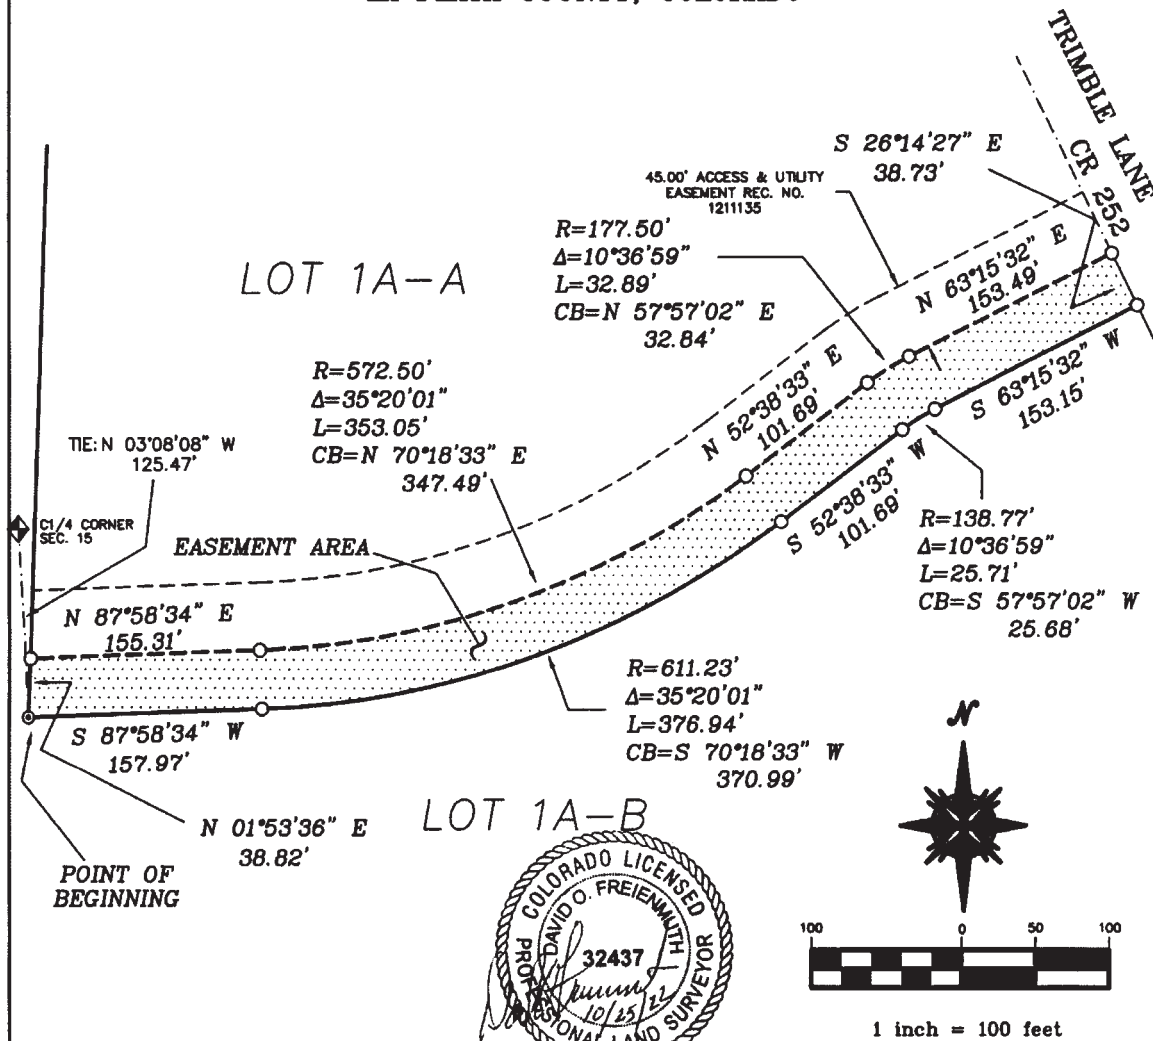 TRIMBLE LANE
CR 252
S 26°14'27" E
38.73'
45.00' ACCESS & UTILITY
EASEMENT REC. NO.
1211135
R=177.50'
Δ=10°36'59"
L=32.89'
CB=N 57°57'02" E
32.84'
N 63°15'32" E
153.49'
LOT 1A-A
R=572.50'
Δ=35°20'01"
L=353.05'
CB=N 70°18'33" E
347.49'
N 52°38'33" E
101.69'
S 63°15'32" W
153.15'
TIE: N 03°08'08" W
125.47'
C1/4 CORNER
SEC. 15
EASEMENT AREA
S 52°38'33" W
101.69'
R=138.77'
Δ=10°36'59"
L=25.71'
CB=S 57°57'02" W
25.68'
N 87°58'34" E
155.31'
R=611.23'
Δ=35°20'01"
L=376.94'
CB=S 70°18'33" W
370.99'
S 87°58'34" W
157.97'
N 01°53'36" E
38.82'
LOT 1A-B
POINT OF
BEGINNING
N
COLORADO LICENSED
DAVID O. FREIENMUTH
32437
10/25/22
LAND SURVEYOR
100 0 50 100
1 inch = 100 feet